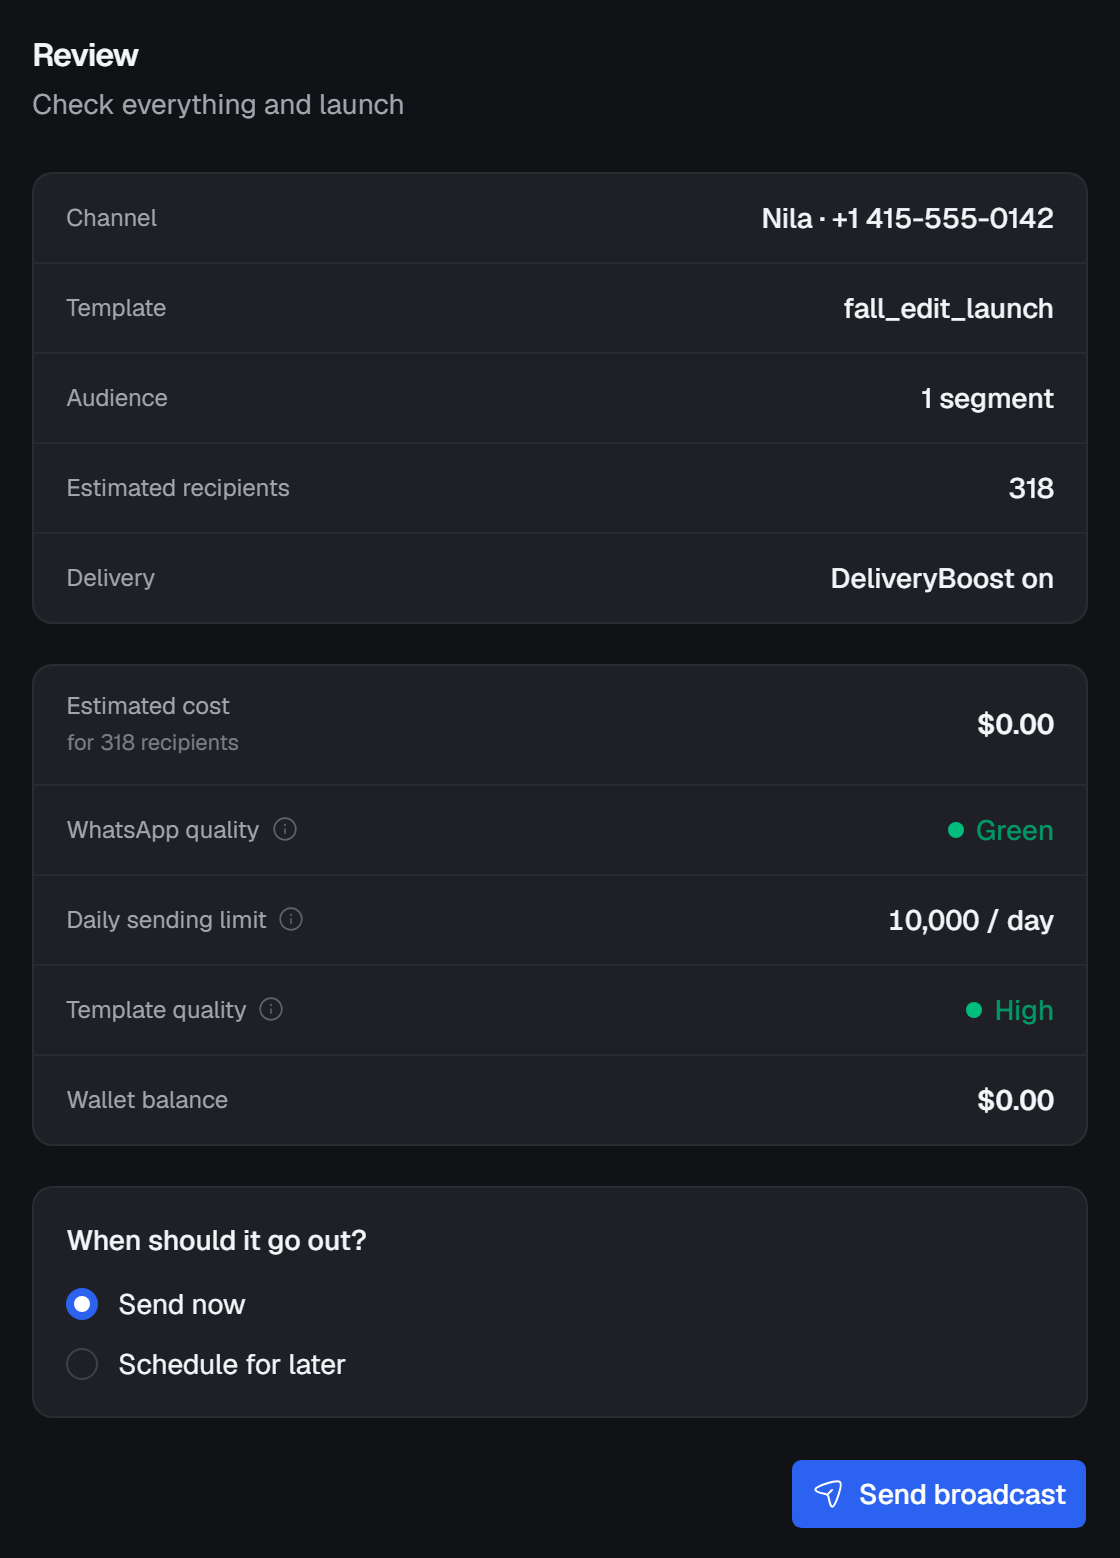 Review
Check everything and launch
Channel
Nila · +1 415-555-0142
Template
fall_edit_launch
Audience
1 segment
Estimated recipients
318
Delivery
DeliveryBoost on
Estimated cost
for 318 recipients
$0.00
WhatsApp quality
Green
Daily sending limit
10,000 / day
Template quality
High
Wallet balance
$0.00
When should it go out?
Send now
Schedule for later
Send broadcast